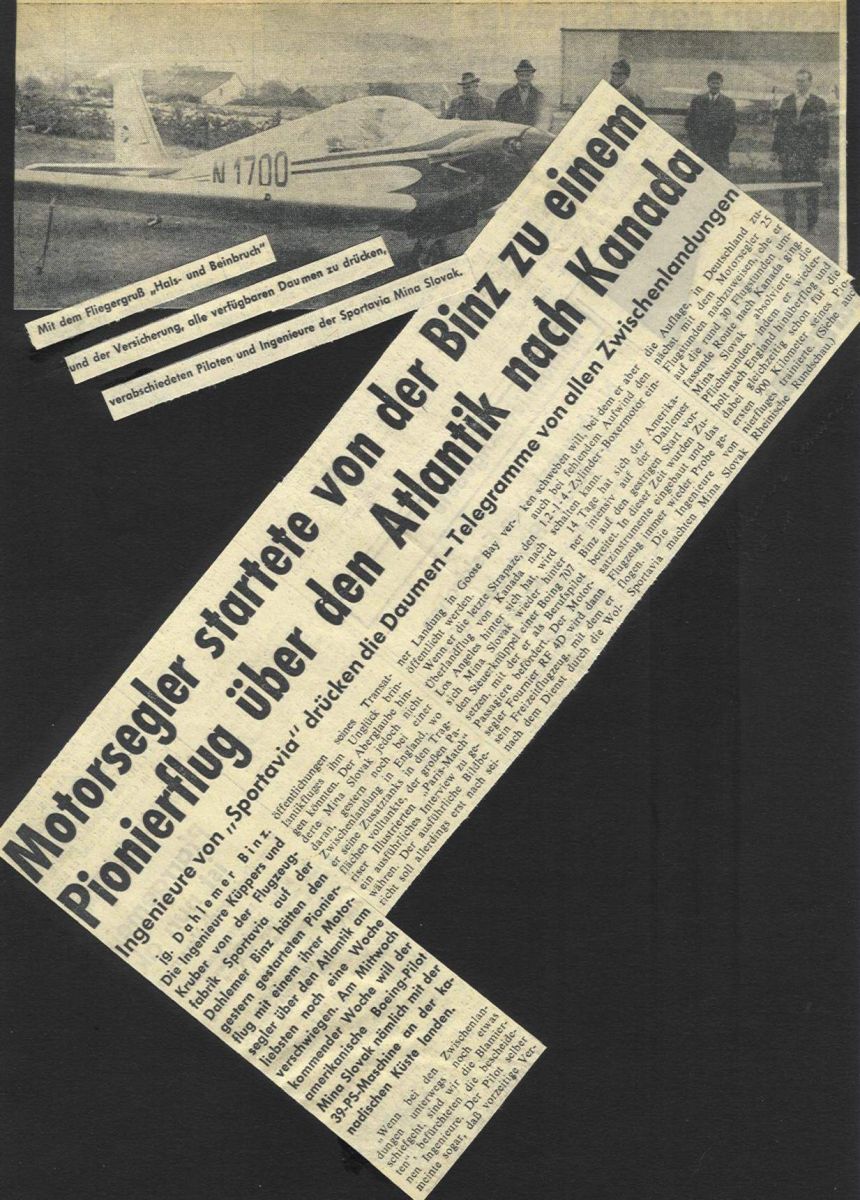 N 1700
Mit dem Fliegergruß „Hals- und Beinbruch"
und der Versicherung, alle verfügbaren Daumen zu drücken,
verabschiedeten Piloten und Ingenieure der Sportavia Mina Slovak.
Motorsegler startete von der Binz zu einem
Pionierflug über den Atlantik nach Kanada
Ingenieure von „Sportavia" drücken die Daumen – Telegramme von allen Zwischenlandungen
ig. Dahlemer Binz.
Die Ingenieure Küppers und
Kruber von der Flugzeug-
fabrik Sportavia auf der
Dahlemer Binz hätten den
gestern gestarteten Pionier-
flug mit einem ihrer Motor-
segler über den Atlantik am
liebsten noch eine Woche
verschwiegen. Am Mittwoch
kommender Woche will der
amerikanische Boeing-Pilot
Mina Slovak nämlich mit der
39-PS-Maschine an der ka-
nadischen Küste landen.
„Wenn bei den Zwischenlan-
dungen unterwegs noch etwas
schiefgeht, sind wir die Blamier-
ten", befürchteten die bescheide-
nen Ingenieure. Der Pilot selber
meinte sogar, daß vorzeitige Ver-
öffentlichungen seines Transat-
lantikfluges ihm Unglück brin-
gen könnten. Der Aberglaube hin-
derte Mina Slovak jedoch nicht
daran, gestern noch bei einer
Zwischenlandung in England, wo
er seine Zusatztanks in den Trag-
flächen volltankte, der großen Pa-
riser Illustrierten „Paris-Match"
ein ausführliches Interview zu ge-
währen. Der ausführliche Bildbe-
richt soll allerdings erst nach sei-
ner Landung in Goose Bay ver-
öffentlicht werden.
Wenn er die letzte Strapaze, den
Überlandflug von Kanada nach
Los Angeles hinter sich hat, wird
sich Mina Slovak wieder hinter
den Steuerknüppel einer Boing 707
setzen, mit der er als Berufspilot
Passagiere befördert. Der Motor-
segler Fournier RF 4D wird dann
sein Freizeitflugzeug, mit dem er
nach dem Dienst durch die Wol-
ken schweben will, bei dem er aber
auch bei fehlendem Aufwind den
1,2-l-4-Zylinder-Boxermotor ein-
schalten kann.
14 Tage hat sich der Amerika-
ner intensiv auf der Dahlemer
Binz auf den gestrigen Start vor-
bereitet. In dieser Zeit wurden Zu-
satzinstrumente eingebaut und das
Flugzeug immer wieder Probe ge-
flogen. Die Ingenieure von
Sportavia machten Mina Slovak
die Auflage, in Deutschland zu-
nächst mit dem Motorsegler 25
Flugstunden nachzuweisen, ehe er
auf die rund 30 Flugstunden um-
fassende Route nach Kanada ging.
Mina Slovak absolvierte die
Pflichtstunden, indem er wieder-
holt nach England hinüberflog und
dabei gleichzeitig schon für die
ersten 900 Kilometer seines Pio-
nierfluges trainierte. (Siehe auch
Rheinische Rundschau.)